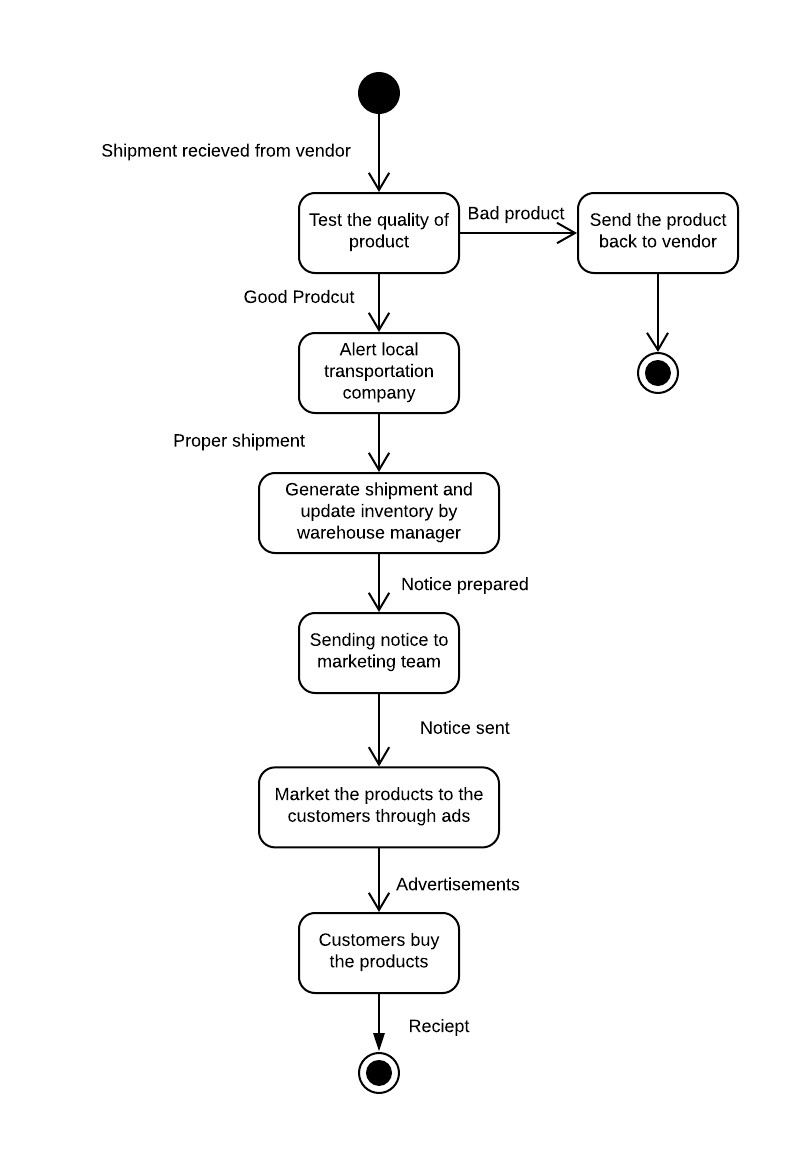 Shipment recieved from vendor
Test the quality of
product
Bad product
Send the product
back to vendor
Good Prodcut
Alert local
transportation
company
Proper shipment
Generate shipment and
update inventory by
warehouse manager
Notice prepared
Sending notice to
marketing team
Notice sent
Market the products to the
customers through ads
Advertisements
Customers buy
the products
Reciept